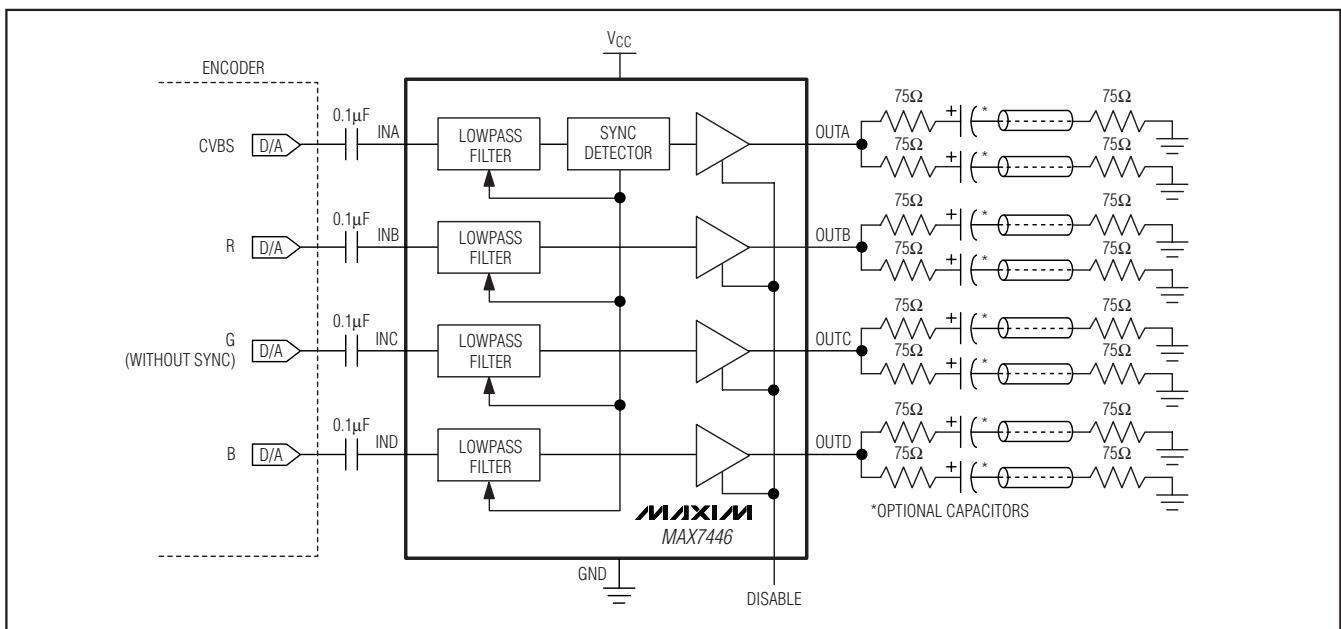 VCC
ENCODER
CVBS
D/A
0.1μF
INA
LOWPASS
FILTER
SYNC
DETECTOR
OUTA
75Ω
+
*
75Ω
75Ω
+
*
75Ω
R
D/A
0.1μF
INB
LOWPASS
FILTER
OUTB
75Ω
+
*
75Ω
75Ω
+
*
75Ω
G
(WITHOUT SYNC)
D/A
0.1μF
INC
LOWPASS
FILTER
OUTC
75Ω
+
*
75Ω
75Ω
+
*
75Ω
B
D/A
0.1μF
IND
LOWPASS
FILTER
OUTD
75Ω
+
*
75Ω
75Ω
+
*
75Ω
*OPTIONAL CAPACITORS
MAXIM
MAX7446
GND
DISABLE